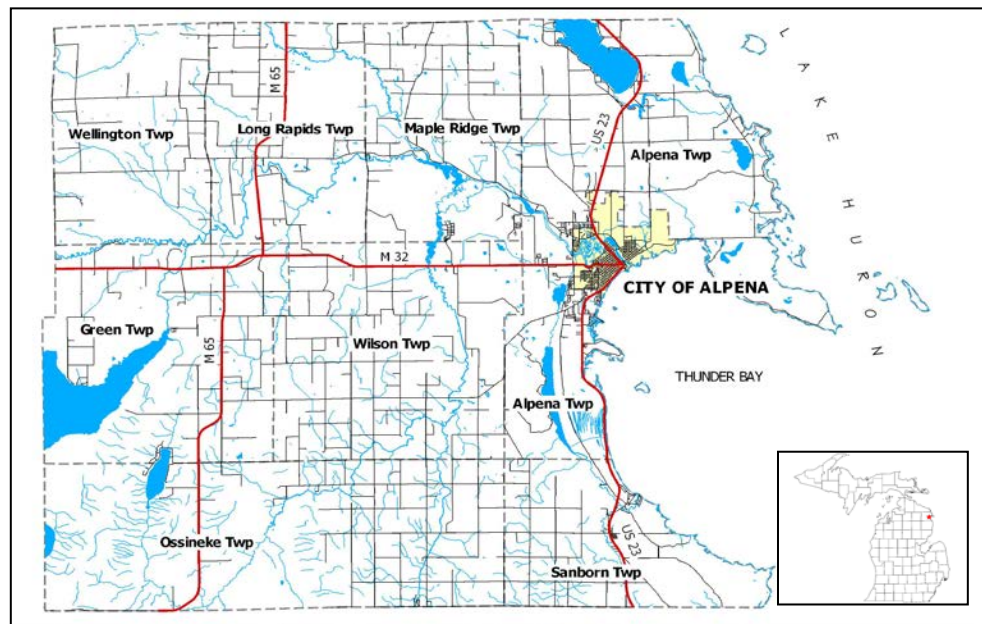 LAKE HURON
M 65
US 23
Wellington Twp
Long Rapids Twp
Maple Ridge Twp
Alpena Twp
M 32
CITY OF ALPENA
Green Twp
M 65
Wilson Twp
THUNDER BAY
Alpena Twp
Ossineke Twp
US 23
Sanborn Twp